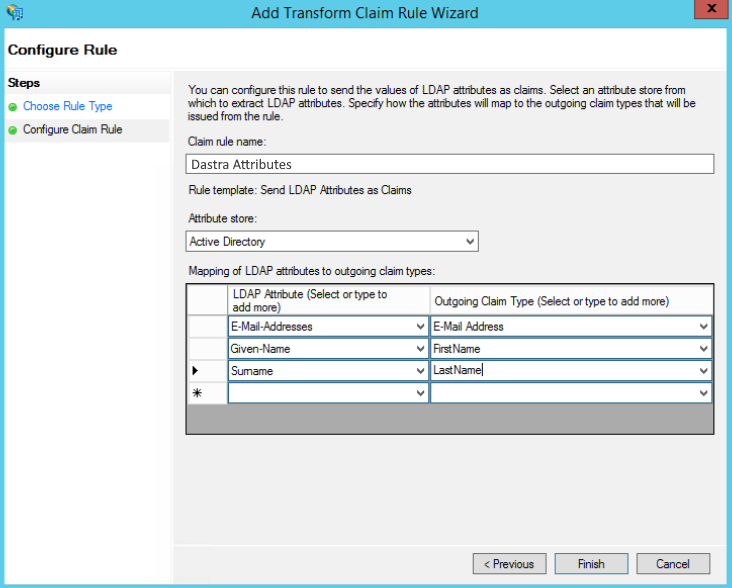 Add Transform Claim Rule Wizard
x
Configure Rule
Steps
Choose Rule Type
Configure Claim Rule
You can configure this rule to send the values of LDAP attributes as claims. Select an attribute store from
which to extract LDAP attributes. Specify how the attributes will map to the outgoing claim types that will be
issued from the rule.
Claim rule name:
Dastra Attributes
Rule template: Send LDAP Attributes as Claims
Attribute store:
Active Directory
Mapping of LDAP attributes to outgoing claim types:
LDAP Attribute (Select or type to
add more)
Outgoing Claim Type (Select or type to add more)
E-Mail-Addresses
E-Mail Address
Given-Name
FirstName
Surname
LastName
*
< Previous
Finish
Cancel